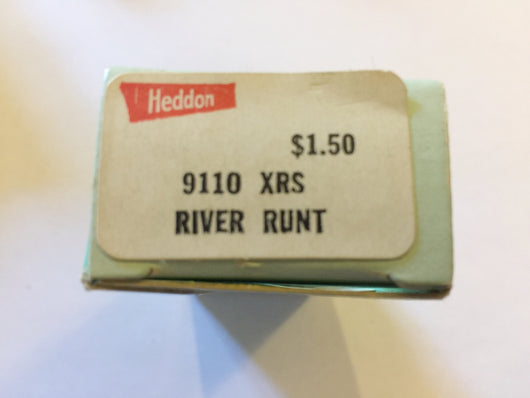 Heddon
$1.50
9110 XRS
RIVER RUNT